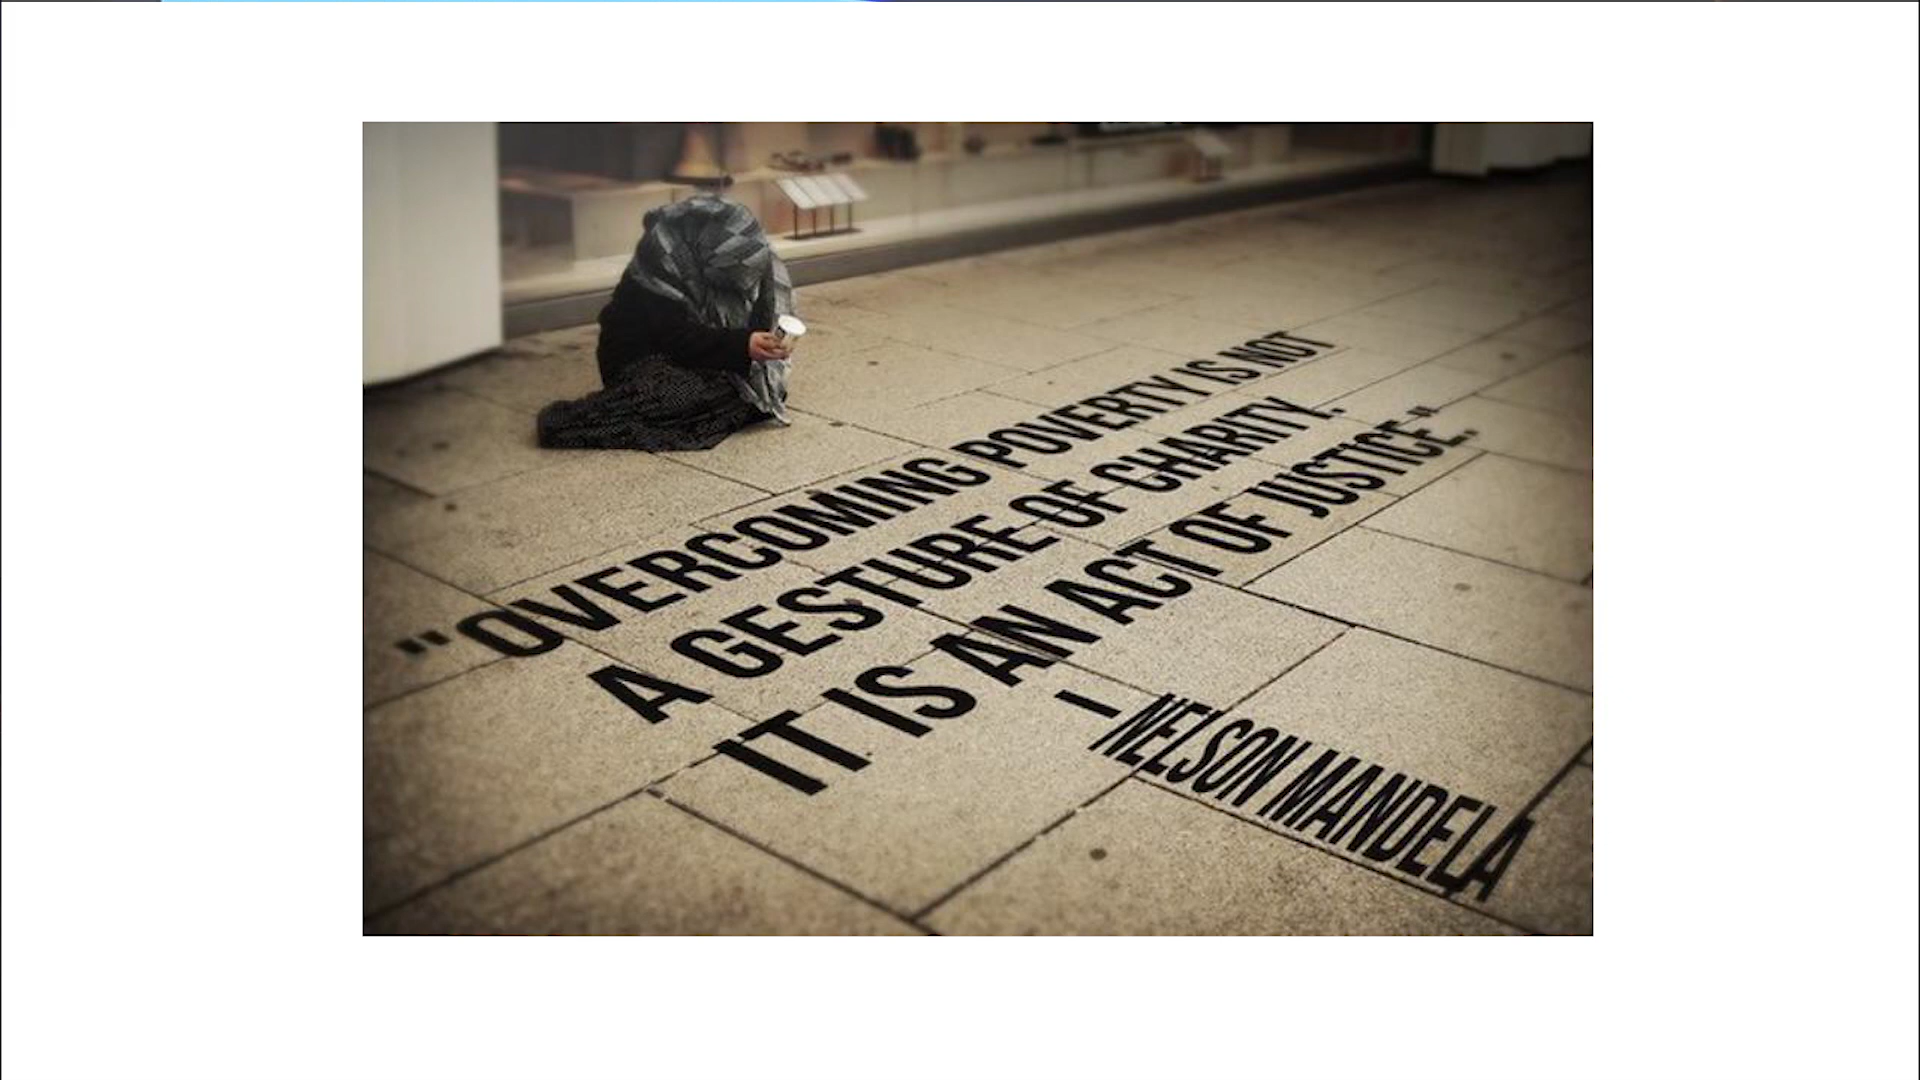 "OVERCOMING POVERTY IS NOT
A GESTURE OF CHARITY.
IT IS AN ACT OF JUSTICE".
– NELSON MANDELA